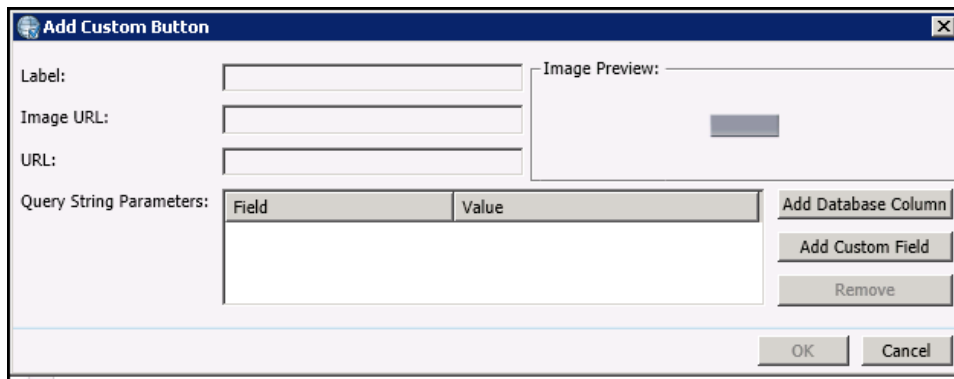 Add Custom Button
Label:
Image Preview:
Image URL:
URL:
Query String Parameters:
Field Value
Add Database Column
Add Custom Field
Remove
OK Cancel